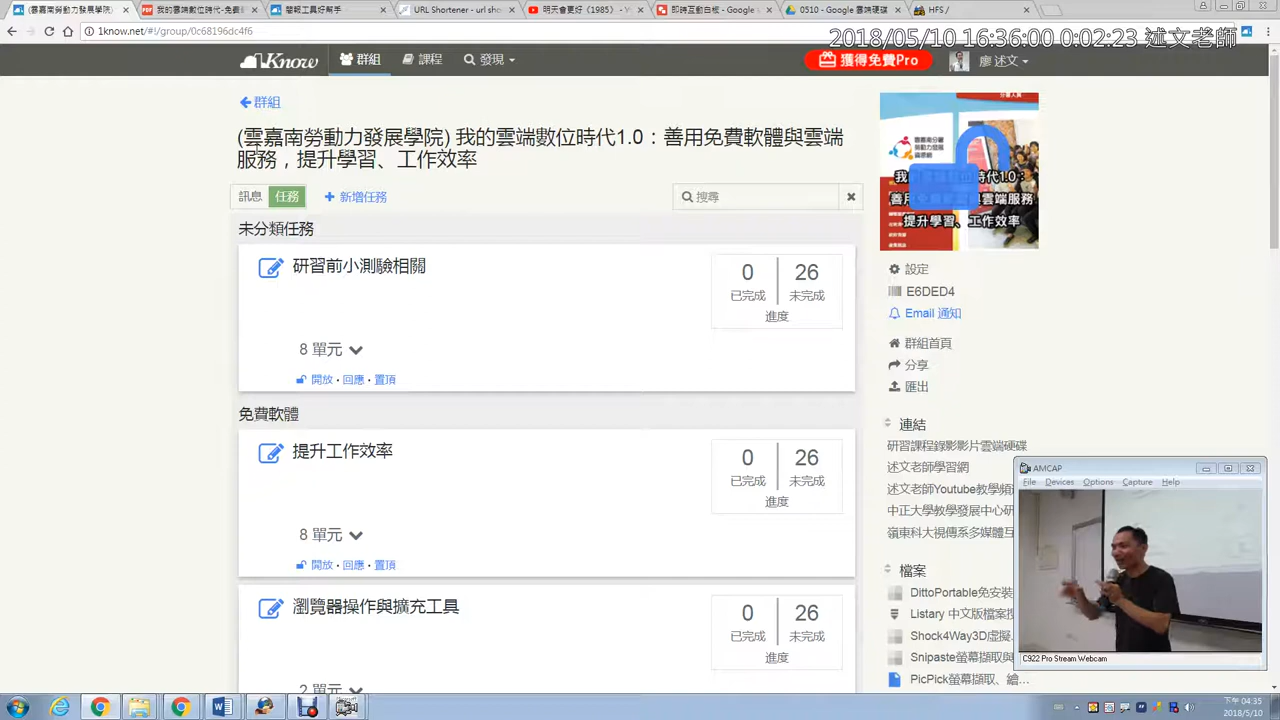 (雲嘉南勞動力發展學院)
我的雲端數位時代-免費
簡報工具好幫手
URL Shortener - url she
明天會更好(1985)
即時互動白板 - Google
0510 - Google 雲端硬碟
HFS /
1know.net/#!/group/0c68196dc4f6
2018/05/10 16:36:00 0:02:23 述文老師
1Know
群組
課程
發現
獲得免費Pro
廖 述文
群組
(雲嘉南勞動力發展學院) 我的雲端數位時代1.0：善用免費軟體與雲端
服務，提升學習、工作效率
訊息 任務 新增任務
搜尋
未分類任務
研習前小測驗相關
0 26
已完成 未完成
進度
8 單元
開放・回應・置頂
免費軟體
提升工作效率
0 26
已完成 未完成
進度
8 單元
開放・回應・置頂
瀏覽器操作與擴充工具
0 26
已完成 未完成
進度
2 單元
提升學習、工作效率
設定
E6DED4
Email 通知
群組首頁
分享
匯出
連結
研習課程錄影影片雲端硬碟
述文老師學習網
述文老師Youtube教學頻
中正大學教學發展中心研
嶺東科大視傳系多媒體互
檔案
DittoPortable免安裝
Listary 中文版檔案搜
Shock4Way3D虛擬
Snipaste螢幕擷取與
PicPick螢幕擷取、繪...
AMCAP
File Devices Options Capture Help
C922 Pro Stream Webcam
下午 04:35
2018/5/10